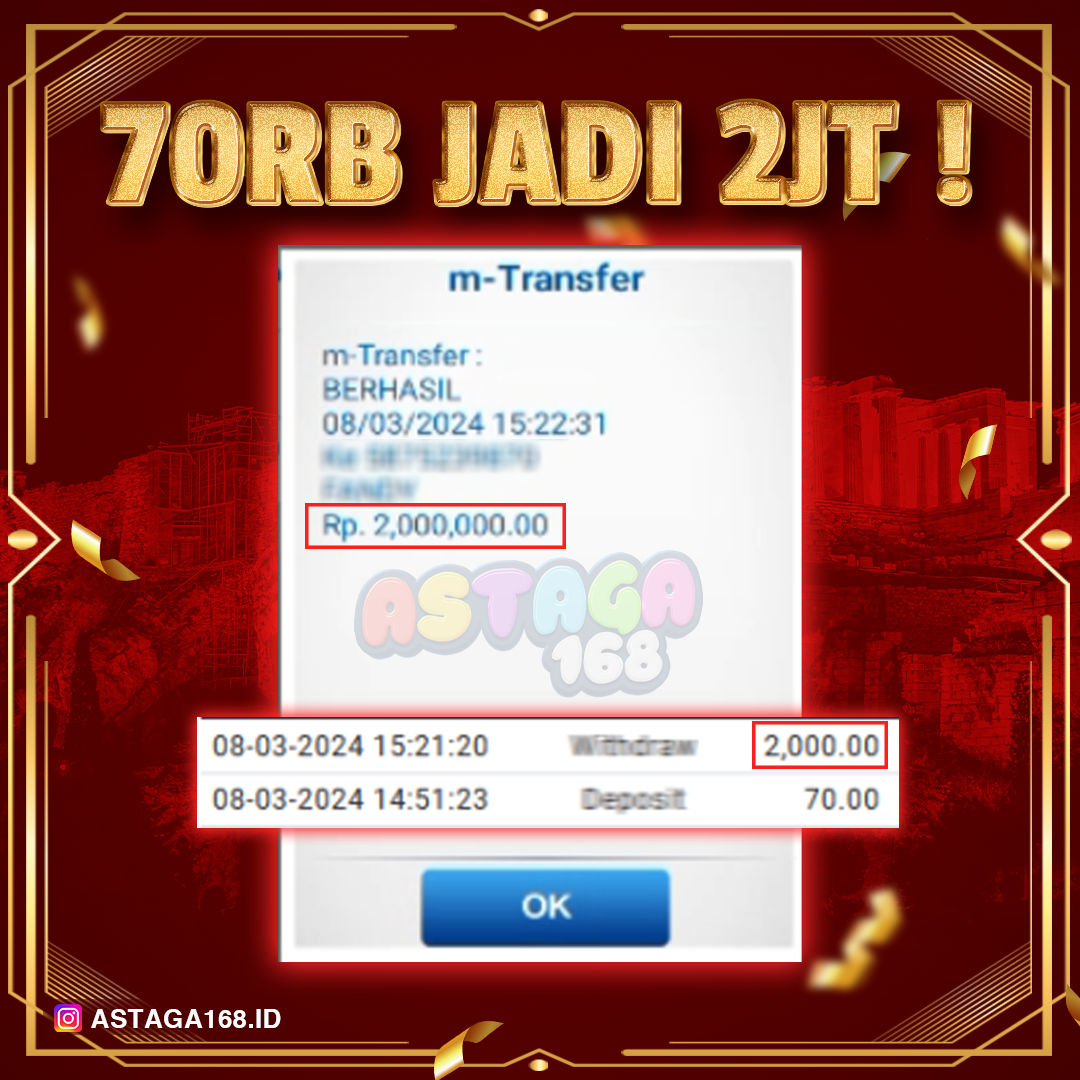 70RB JADI 2JT !
m-Transfer
m-Transfer :
BERHASIL
08/03/2024 15:22:31
Rp. 2,000,000.00
ASTAGA
168
08-03-2024 15:21:20 Withdraw 2,000.00
08-03-2024 14:51:23 Deposit 70.00
OK
ASTAGA168.ID